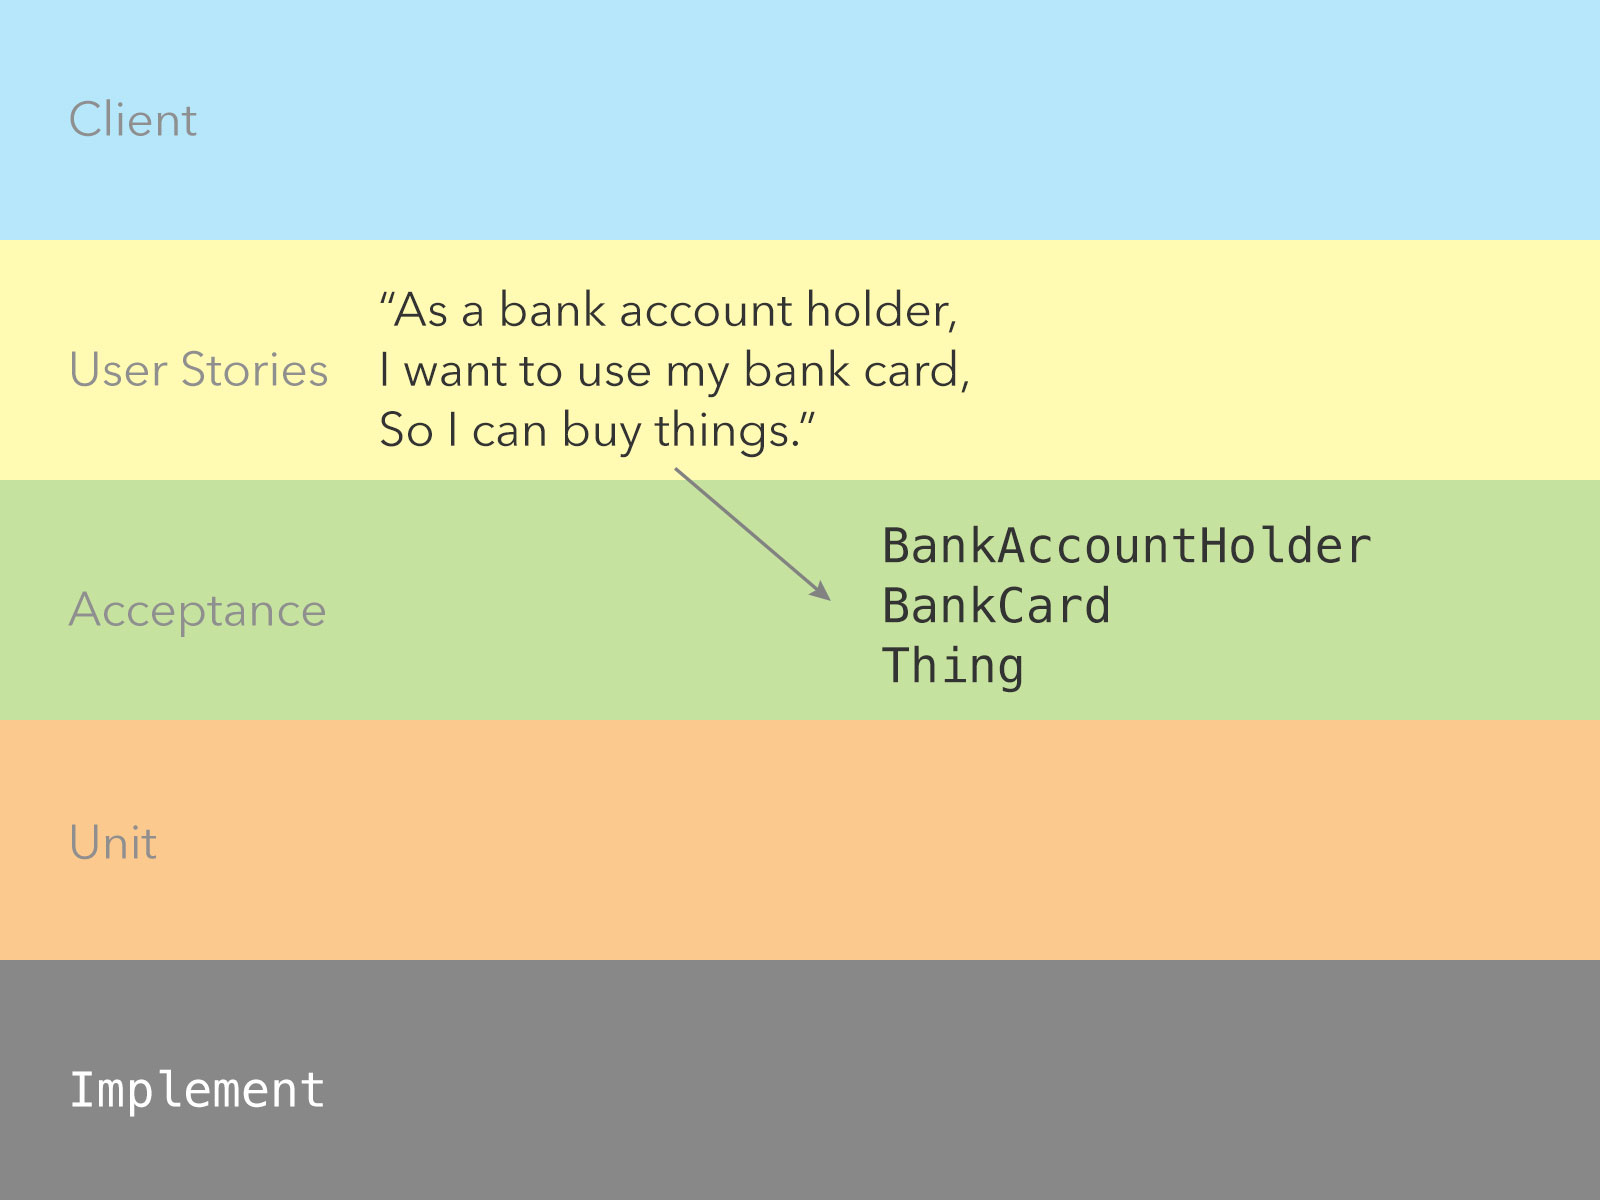 Client
User Stories
“As a bank account holder,
I want to use my bank card,
So I can buy things.”
Acceptance
BankAccountHolder
BankCard
Thing
Unit
Implement